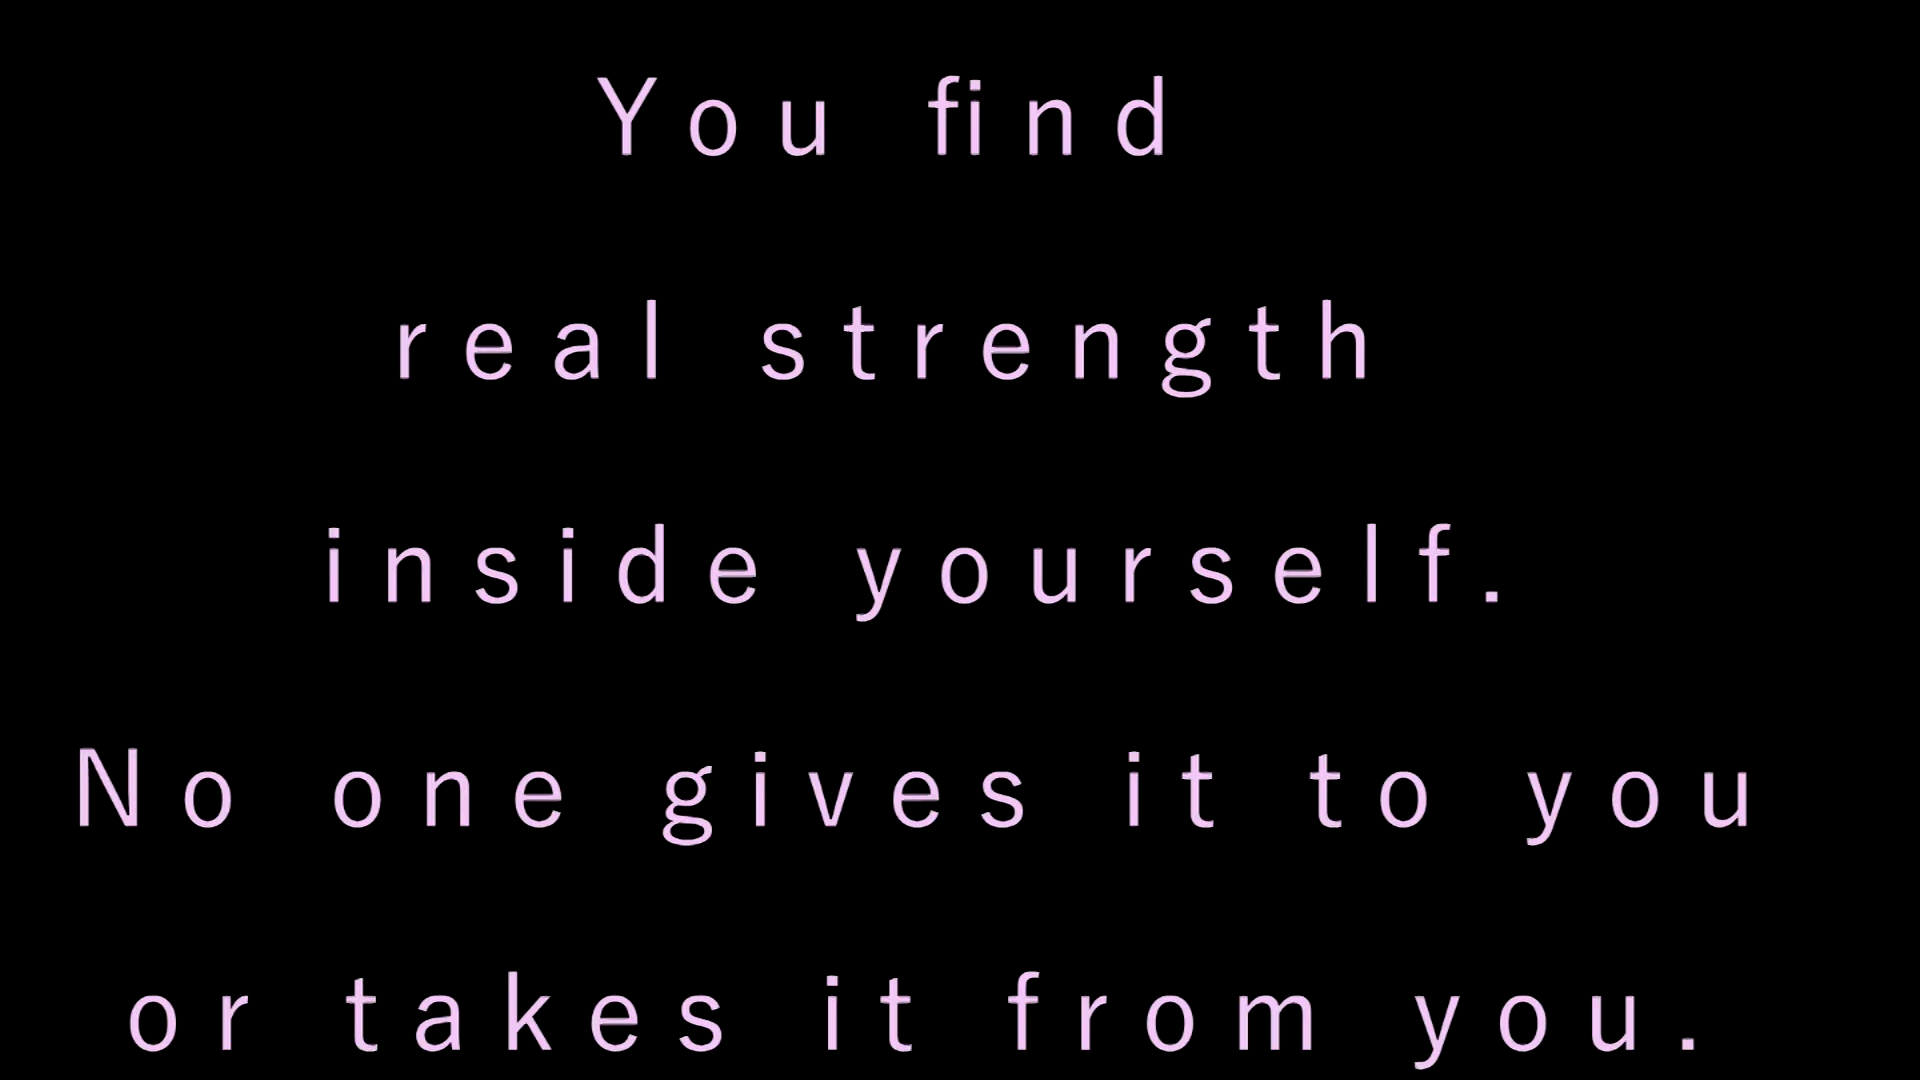 You find
real strength
inside yourself.
No one gives it to you
or takes it from you.